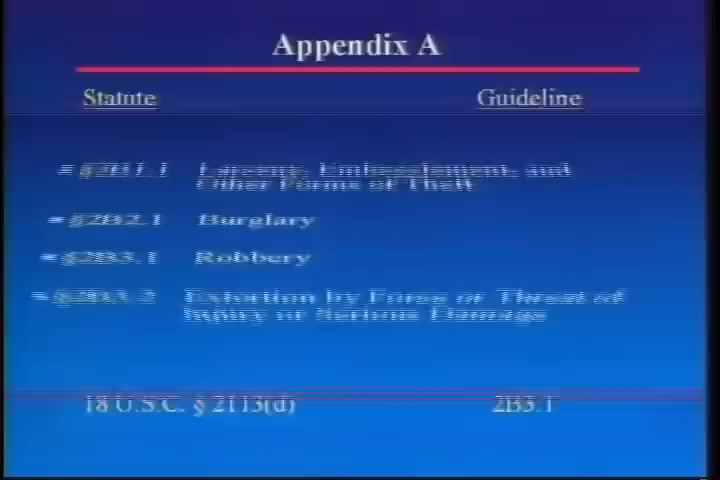 Appendix A
Statute Guideline
§2B1.1 Larceny, Embezzlement, and
Other Forms of Theft
§2B2.1 Burglary
§2B3.1 Robbery
§2B3.2 Extortion by Force or Threat of
Injury or Serious Damage
18 U.S.C. § 2113(d) 2B3.1